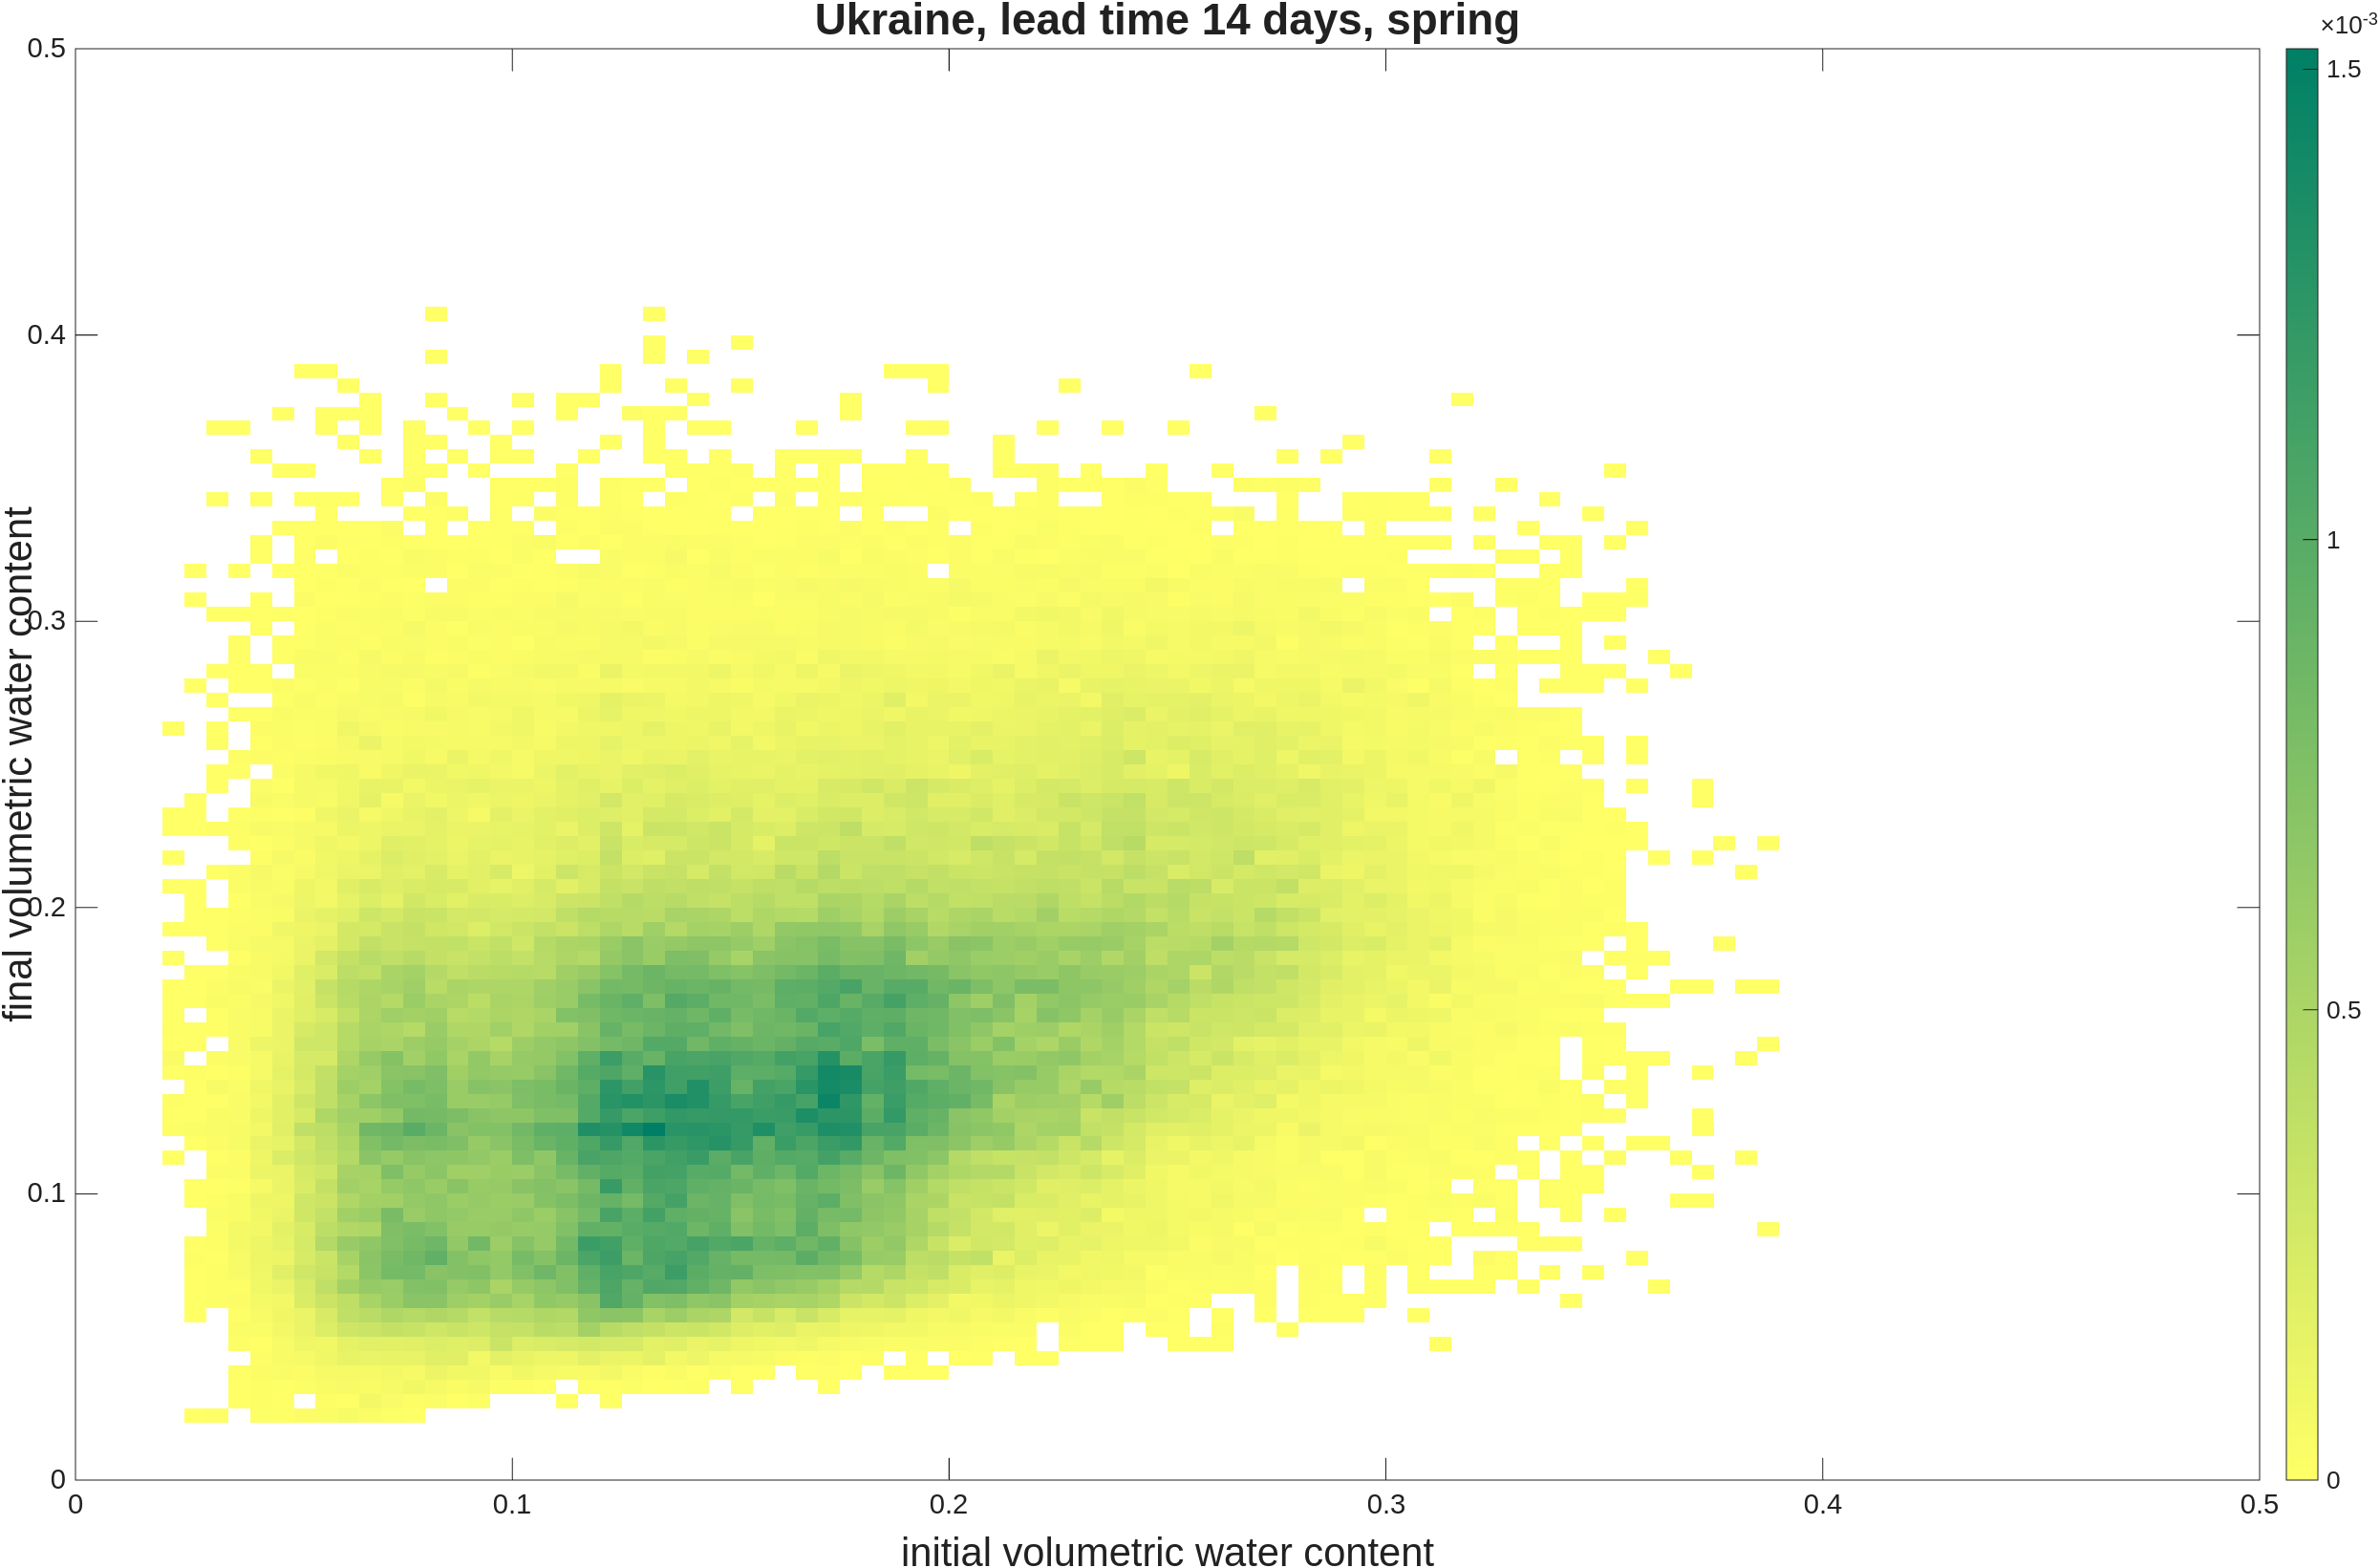 Ukraine, lead time 14 days, spring
×10-3
0.5
0.4
0.3
0.2
0.1
0
final volumetric water content
0 0.1 0.2 0.3 0.4 0.5
initial volumetric water content
1.5
1
0.5
0